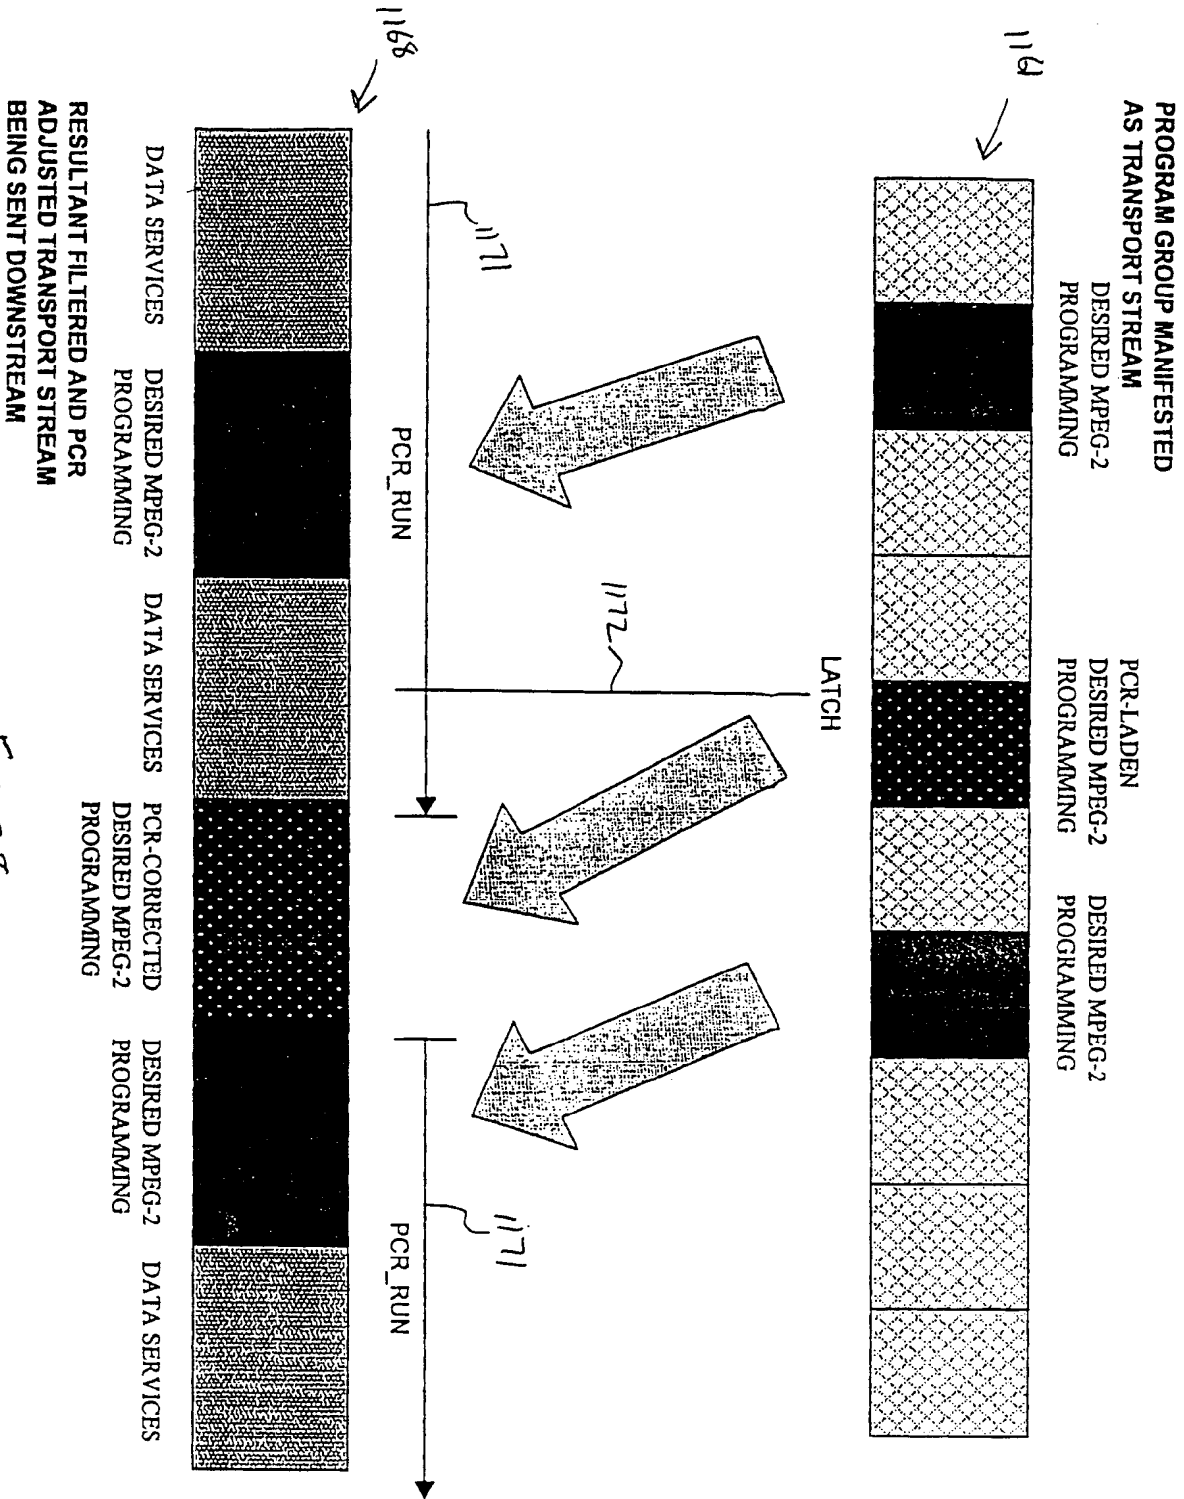 PROGRAM GROUP MANIFESTED
AS TRANSPORT STREAM
1161
DESIRED MPEG-2
PROGRAMMING
PCR-LADEN
DESIRED MPEG-2
PROGRAMMING
DESIRED MPEG-2
PROGRAMMING
LATCH
1172
1171
PCR_RUN
1171
PCR_RUN
1168
DATA SERVICES
DESIRED MPEG-2
PROGRAMMING
DATA SERVICES
PCR-CORRECTED
DESIRED MPEG-2
PROGRAMMING
DESIRED MPEG-2
PROGRAMMING
DATA SERVICES
RESULTANT FILTERED AND PCR
ADJUSTED TRANSPORT STREAM
BEING SENT DOWNSTREAM